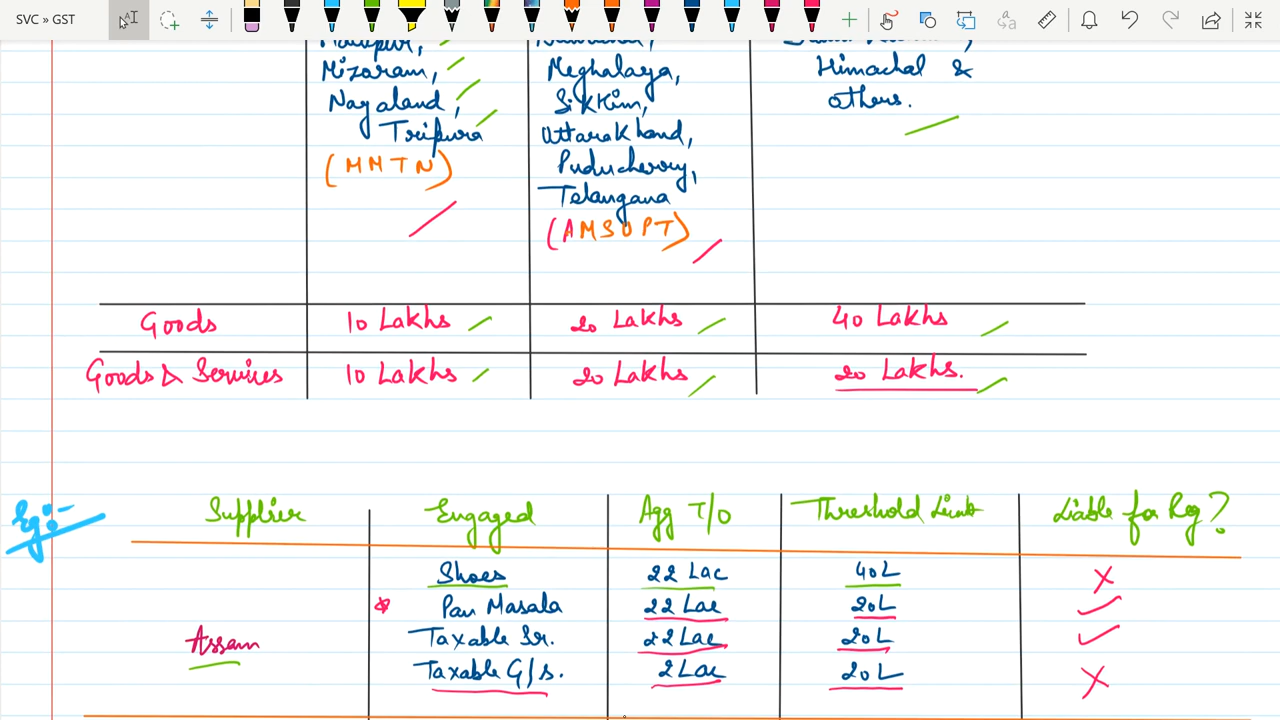 SVC » GST
Manipur,
Mizoram,
Nagaland,
Tripura
(MMTN)
Meghalaya,
Sikkim,
Uttarakhand,
Puducherry,
Telangana
(AMSUPT)
Himachal &
others.
Goods 10 Lakhs 20 Lakhs 40 Lakhs
Goods & Services 10 Lakhs 20 Lakhs 20 Lakhs.
Eg:-
Supplier Engaged Agg T/O Threshold Limit Liable for Reg?
Shoes 22 Lac 40L
Pan Masala 22 Lac 20L
Assam Taxable Sr. 22 Lac 20L
Taxable G/S. 2 Lac 20L